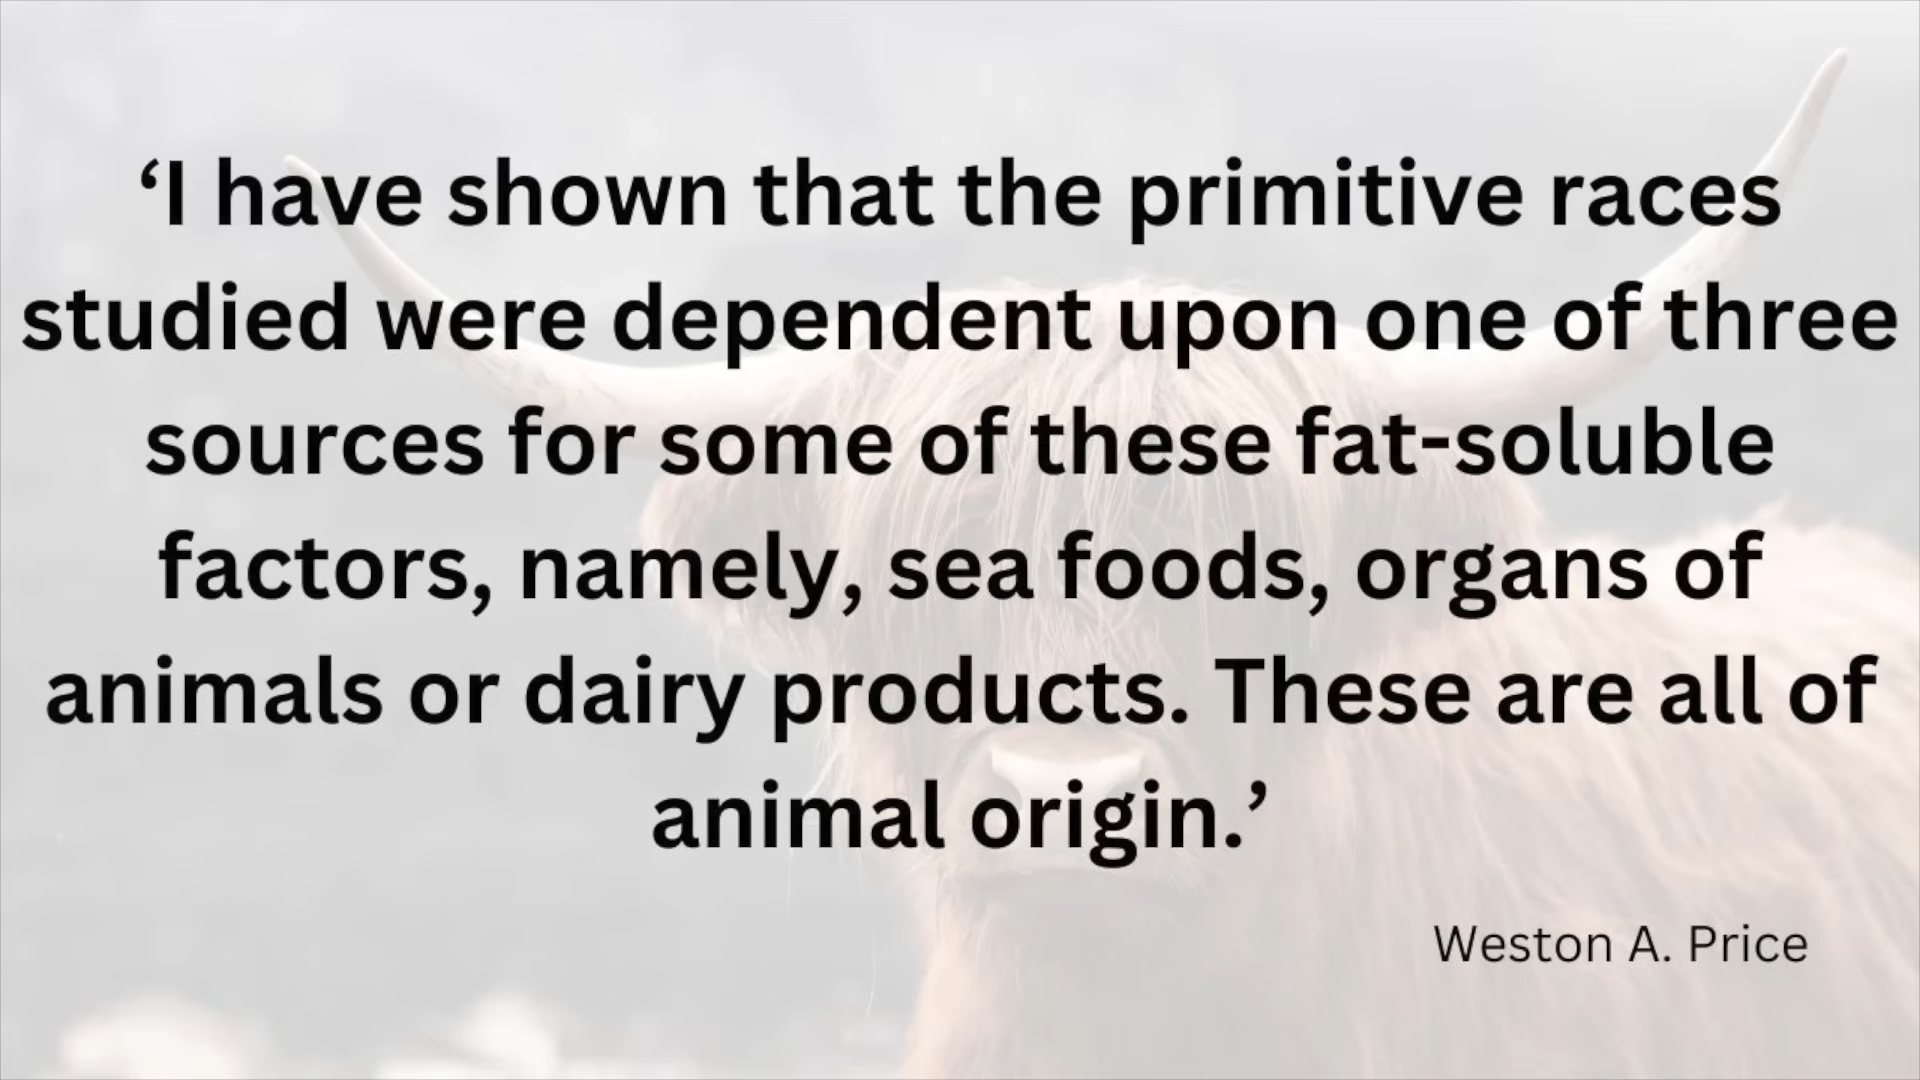 ‘I have shown that the primitive races
studied were dependent upon one of three
sources for some of these fat-soluble
factors, namely, sea foods, organs of
animals or dairy products. These are all of
animal origin.’
Weston A. Price